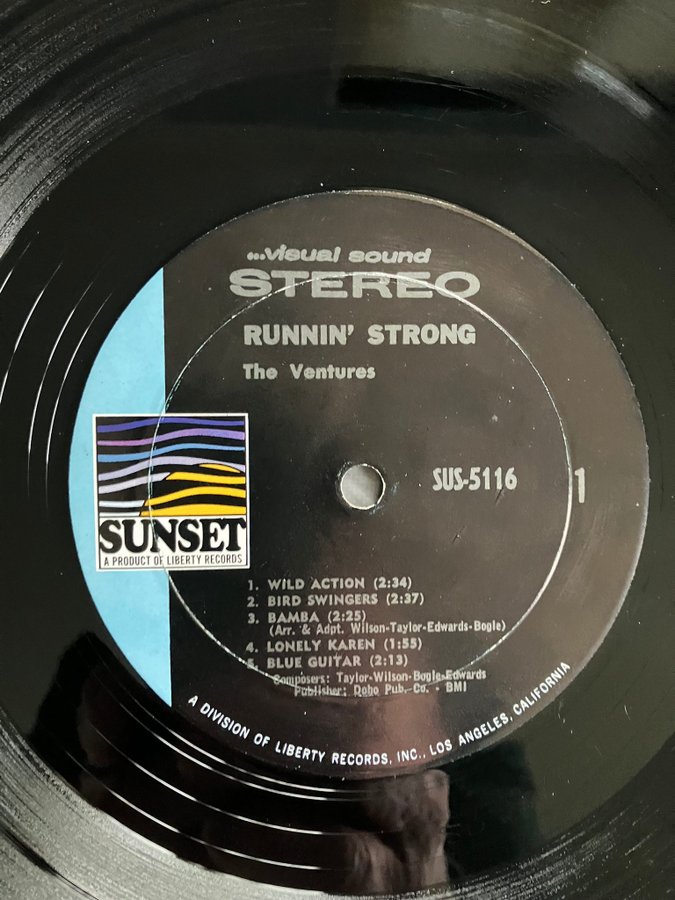 ...visual sound
STEREO
RUNNIN' STRONG
The Ventures
SUS-5116
1
SUNSET
A PRODUCT OF LIBERTY RECORDS
1. WILD ACTION (2:34)
2. BIRD SWINGERS (2:37)
3. BAMBA (2:25)
(Arr. & Adpt. Wilson-Taylor-Edwards-Bogle)
4. LONELY KAREN (1:55)
5. BLUE GUITAR (2:13)
Composers: Taylor-Wilson-Bogle-Edwards
Publisher: Doho Pub. Co. - BMI
A DIVISION OF LIBERTY RECORDS, INC., LOS ANGELES, CALIFORNIA